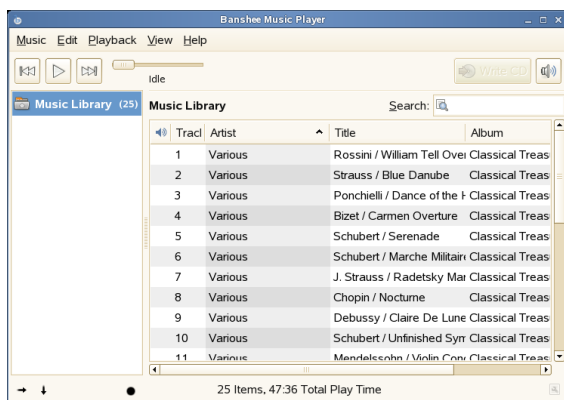 Banshee Music Player
Music Edit Playback View Help
Idle
Write CD
Music Library (25)
Music Library Search:
Track Artist Title Album
1 Various Rossini / William Tell Over Classical Treas
2 Various Strauss / Blue Danube Classical Treas
3 Various Ponchielli / Dance of the H Classical Treas
4 Various Bizet / Carmen Overture Classical Treas
5 Various Schubert / Serenade Classical Treas
6 Various Schubert / Marche Militaire Classical Treas
7 Various J. Strauss / Radetsky Mar Classical Treas
8 Various Chopin / Nocturne Classical Treas
9 Various Debussy / Claire De Lune Classical Treas
10 Various Schubert / Unfinished Sym Classical Treas
11 Various Mendelssohn / Violin Conc Classical Treas
25 Items, 47:36 Total Play Time